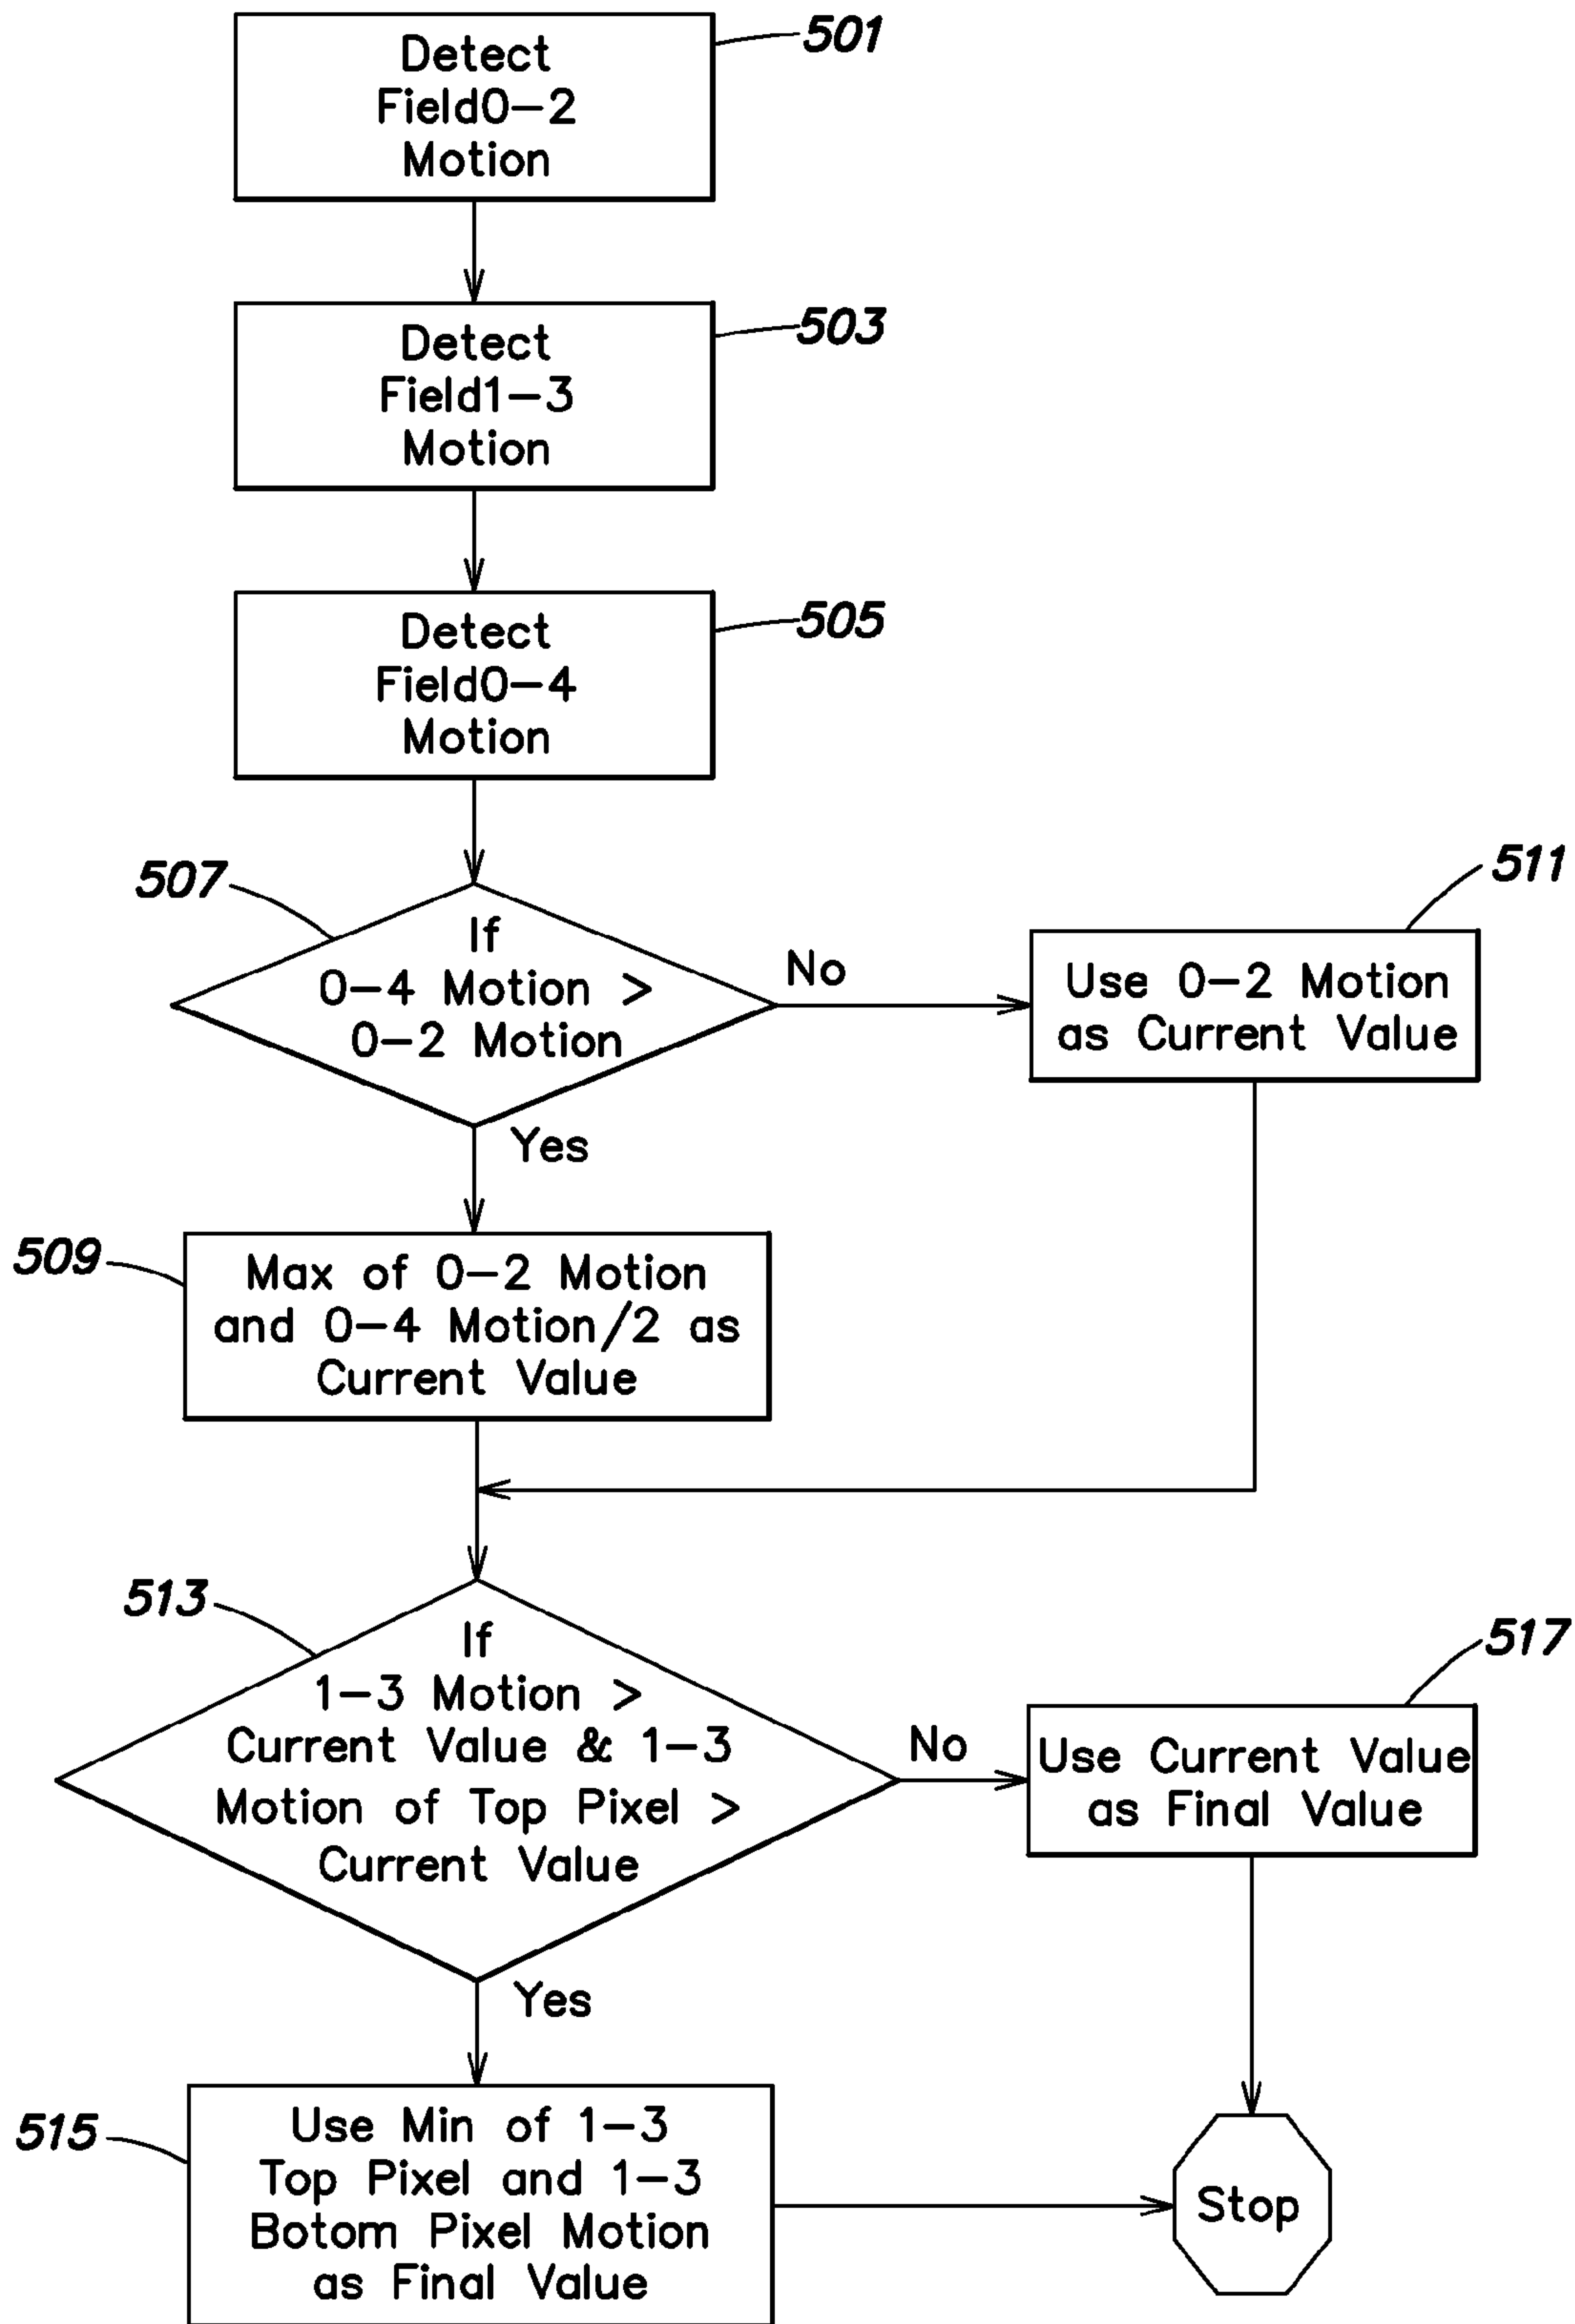 501
Detect
Field0-2
Motion
503
Detect
Field1-3
Motion
505
Detect
Field0-4
Motion
507
If
0-4 Motion >
0-2 Motion
No
511
Use 0-2 Motion
as Current Value
Yes
509
Max of 0-2 Motion
and 0-4 Motion/2 as
Current Value
513
If
1-3 Motion >
Current Value & 1-3
Motion of Top Pixel >
Current Value
No
517
Use Current Value
as Final Value
Yes
515
Use Min of 1-3
Top Pixel and 1-3
Botom Pixel Motion
as Final Value
Stop